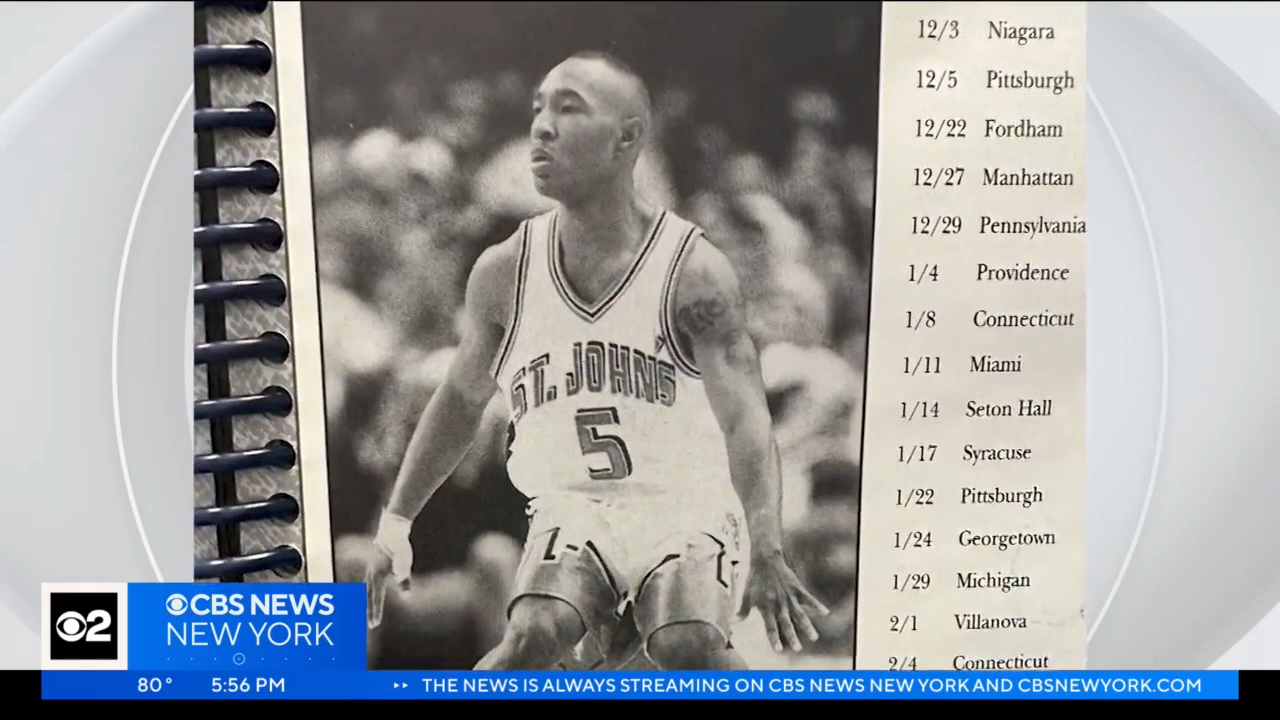 12/3 Niagara
12/5 Pittsburgh
12/22 Fordham
12/27 Manhattan
12/29 Pennsylvania
1/4 Providence
1/8 Connecticut
1/11 Miami
1/14 Seton Hall
1/17 Syracuse
1/22 Pittsburgh
1/24 Georgetown
1/29 Michigan
2/1 Villanova
2/4 Connecticut
ST. JOHNS
5
2
CBS NEWS
NEW YORK
80° 5:56 PM THE NEWS IS ALWAYS STREAMING ON CBS NEWS NEW YORK AND CBSNEWYORK.COM